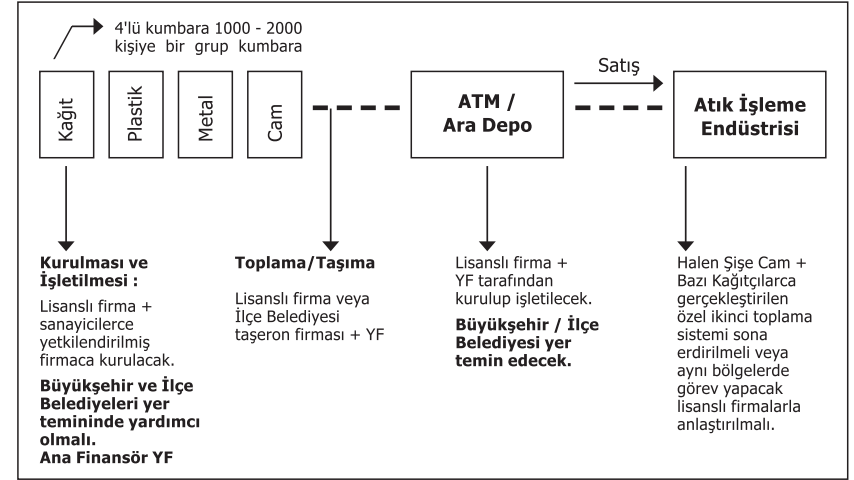 4'lü kumbara 1000 - 2000
kişiye bir grup kumbara
Kağıt
Plastik
Metal
Cam
ATM /
Ara Depo
Satış
Atık İşleme
Endüstrisi
Kurulması ve
İşletilmesi :
Lisanslı firma +
sanayicilerce
yetkilendirilmiş
firmaca kurulacak.
Büyükşehir ve İlçe
Belediyeleri yer
temininde yardımcı
olmalı.
Ana Finansör YF
Toplama/Taşıma
Lisanslı firma veya
İlçe Belediyesi
taşeron firması + YF
Lisanslı firma +
YF tarafından
kurulup işletilecek.
Büyükşehir / İlçe
Belediyesi yer
temin edecek.
Halen Şişe Cam +
Bazı Kağıtçılarca
gerçekleştirilen
özel ikinci toplama
sistemi sona
erdirilmeli veya
aynı bölgelerde
görev yapacak
lisanslı firmalarla
anlaştırılmalı.